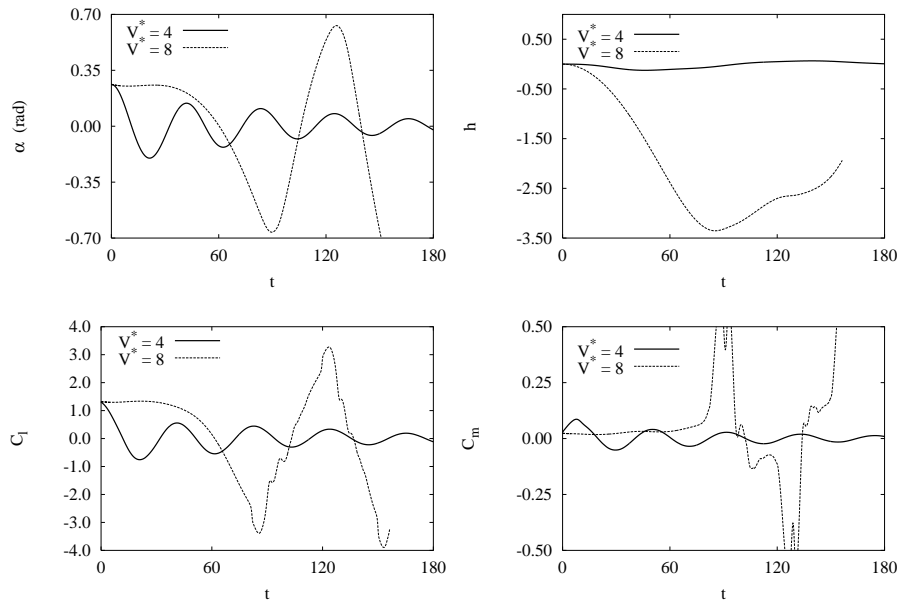 0.70
0.35
0.00
-0.35
-0.70
α (rad)
V* = 4
V* = 8
0
60
120
180
t
0.50
-0.50
-1.50
-2.50
-3.50
h
V* = 4
V* = 8
0
60
120
180
t
4.0
3.0
2.0
1.0
0.0
-1.0
-2.0
-3.0
-4.0
C_l
V* = 4
V* = 8
0
60
120
180
t
0.50
0.25
0.00
-0.25
-0.50
C_m
V* = 4
V* = 8
0
60
120
180
t